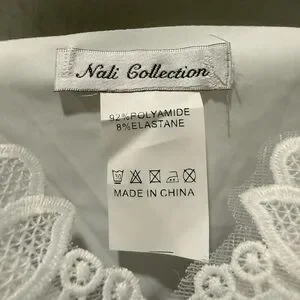 Nali Collection
92%POLYAMIDE
8%ELASTANE
MADE IN CHINA